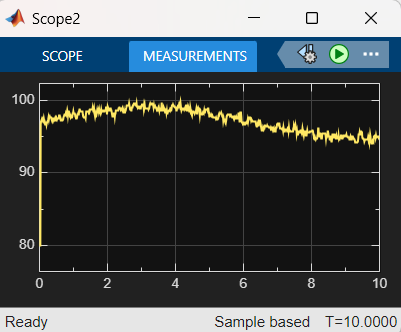 Scope2
SCOPE MEASUREMENTS
100
90
80
0 2 4 6 8 10
Ready Sample based T=10.0000